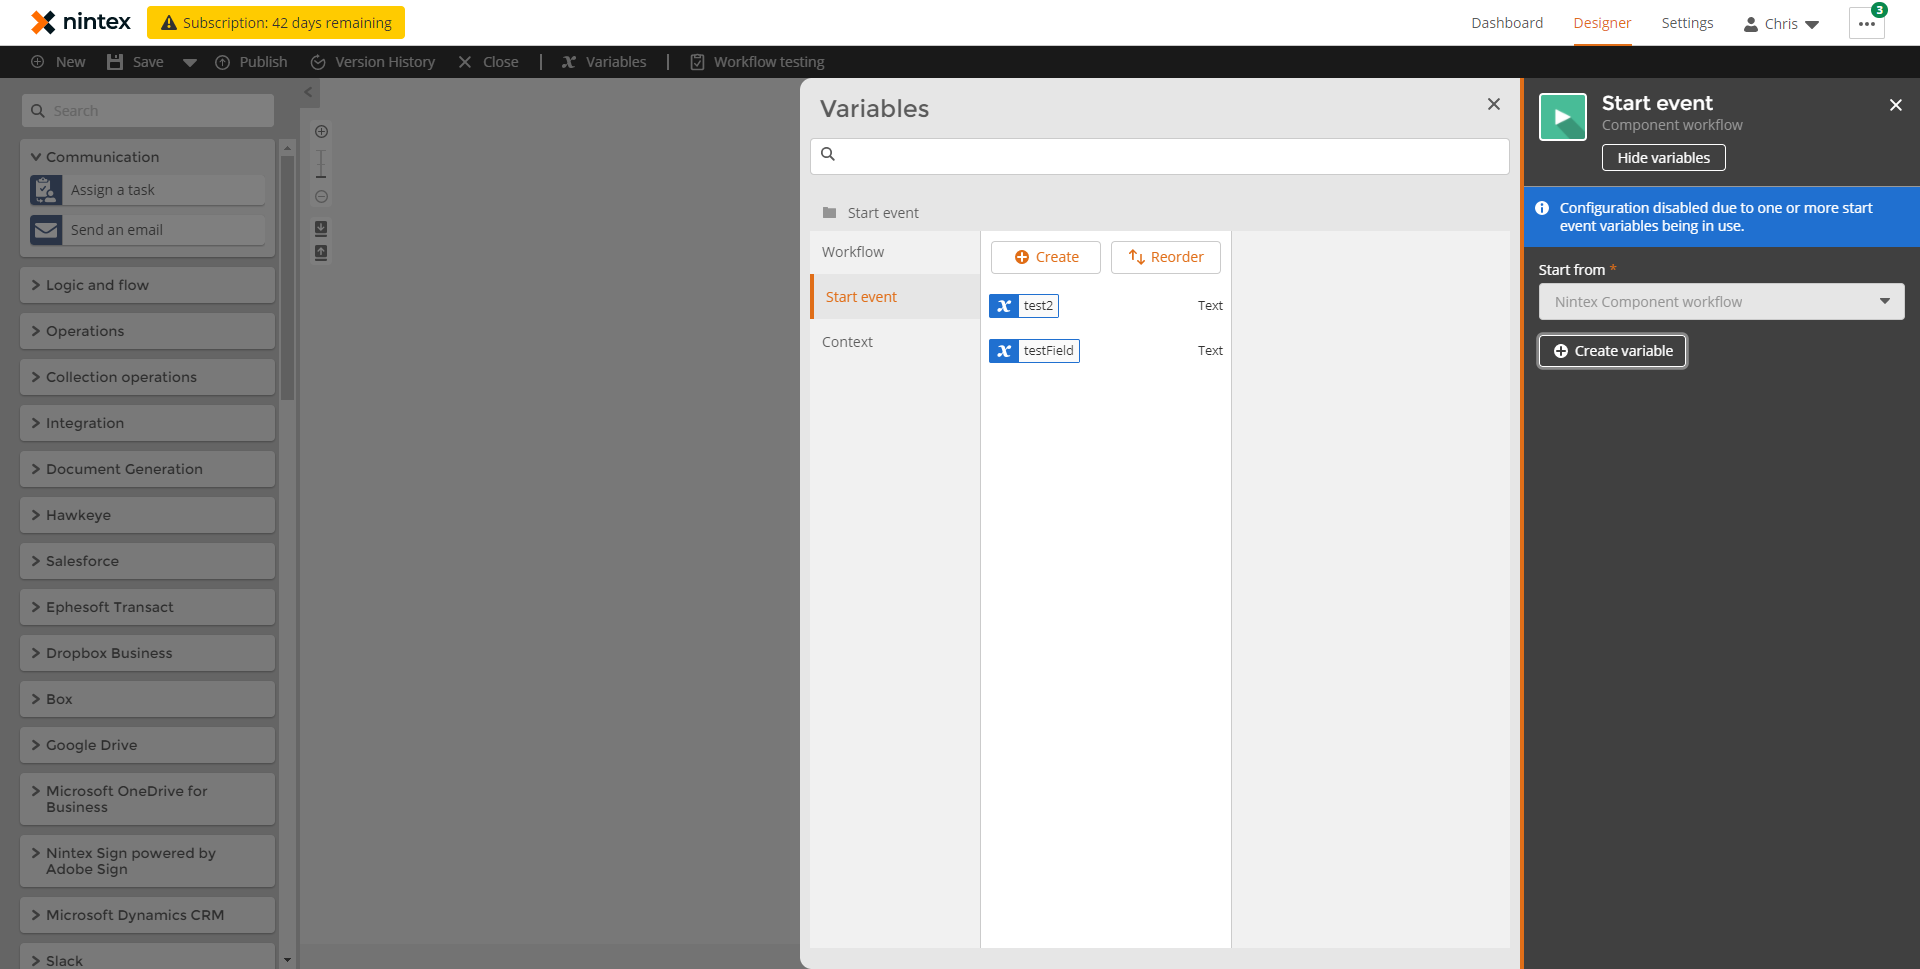 nintex
Subscription: 42 days remaining
Dashboard
Designer
Settings
Chris
3
New
Save
Publish
Version History
Close
Variables
Workflow testing
Search
Communication
Assign a task
Send an email
Logic and flow
Operations
Collection operations
Integration
Document Generation
Hawkeye
Salesforce
Ephesoft Transact
Dropbox Business
Box
Google Drive
Microsoft OneDrive for
Business
Nintex Sign powered by
Adobe Sign
Microsoft Dynamics CRM
Slack
Variables
Start event
Workflow
Start event
Context
Create
Reorder
test2 Text
testField Text
Start event
Component workflow
Hide variables
Configuration disabled due to one or more start
event variables being in use.
Start from *
Nintex Component workflow
Create variable